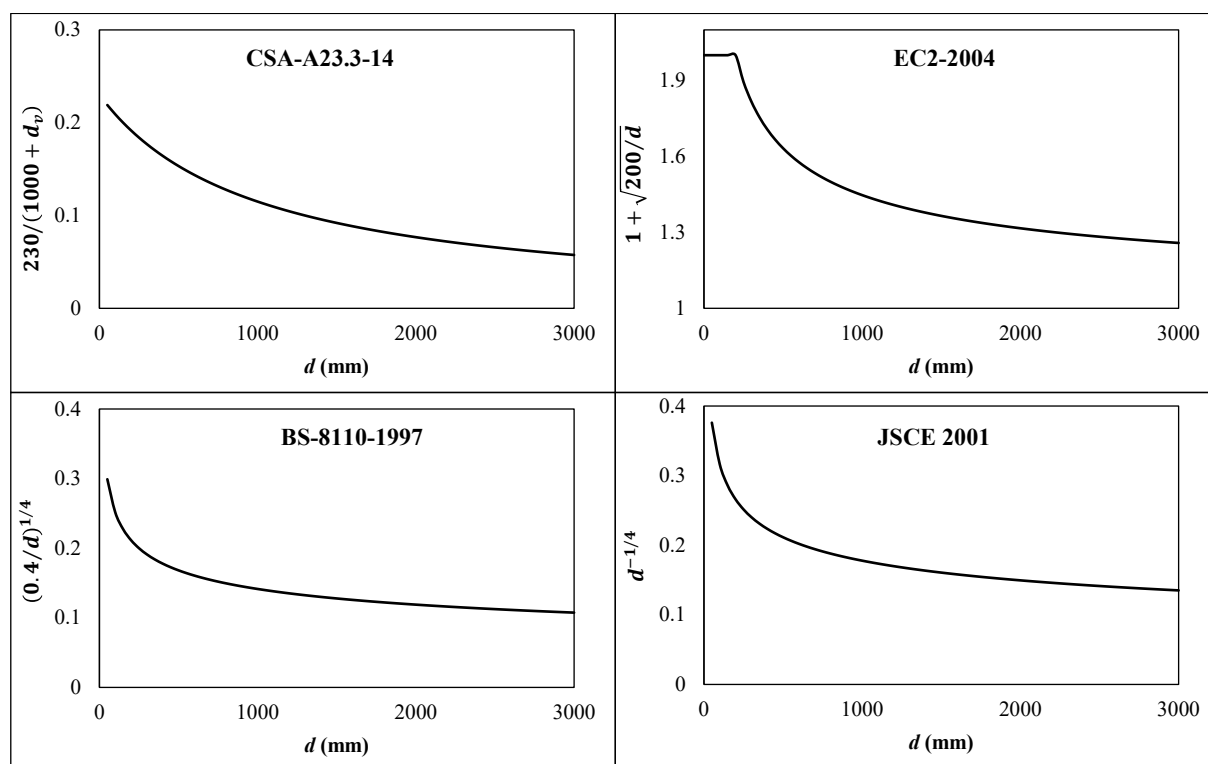 CSA-A23.3-14
230/(1000 + dᵥ)
0.3
0.2
0.1
0
0 1000 2000 3000
d (mm)
EC2-2004
1 + √200/d
1.9
1.6
1.3
1
0 1000 2000 3000
d (mm)
BS-8110-1997
(0.4/d)^1/4
0.4
0.3
0.2
0.1
0
0 1000 2000 3000
d (mm)
JSCE 2001
d^−1/4
0.4
0.3
0.2
0.1
0
0 1000 2000 3000
d (mm)